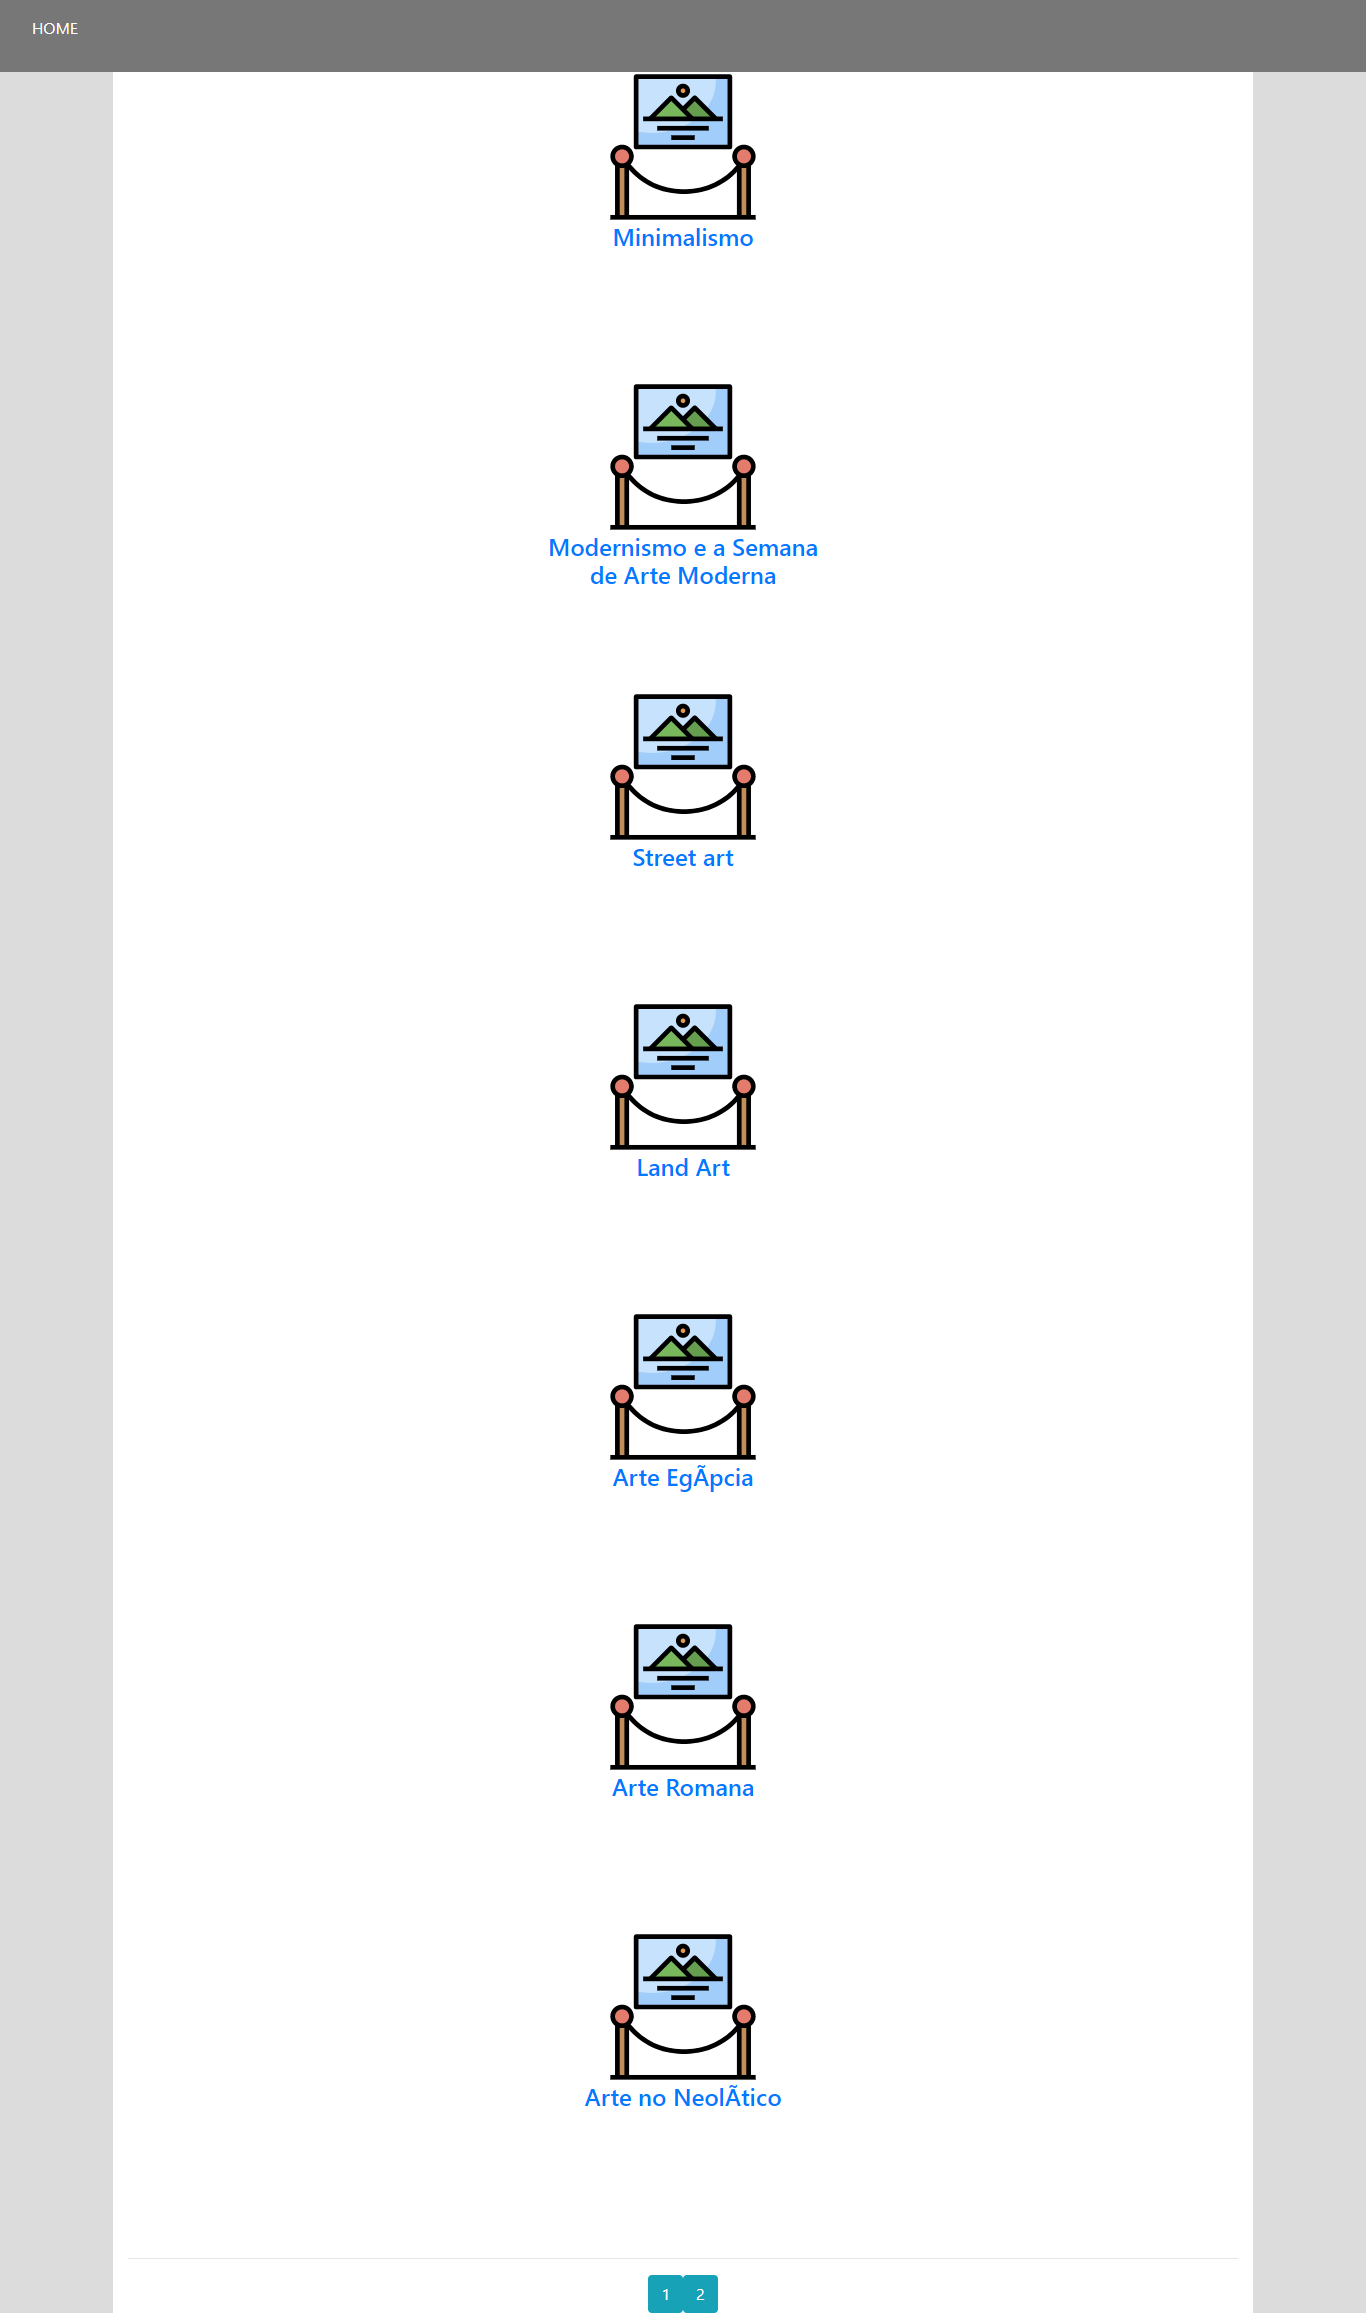 HOME
Minimalismo
Modernismo e a Semana
de Arte Moderna
Street art
Land Art
Arte EgÃpcia
Arte Romana
Arte no NeolÃtico
1 2